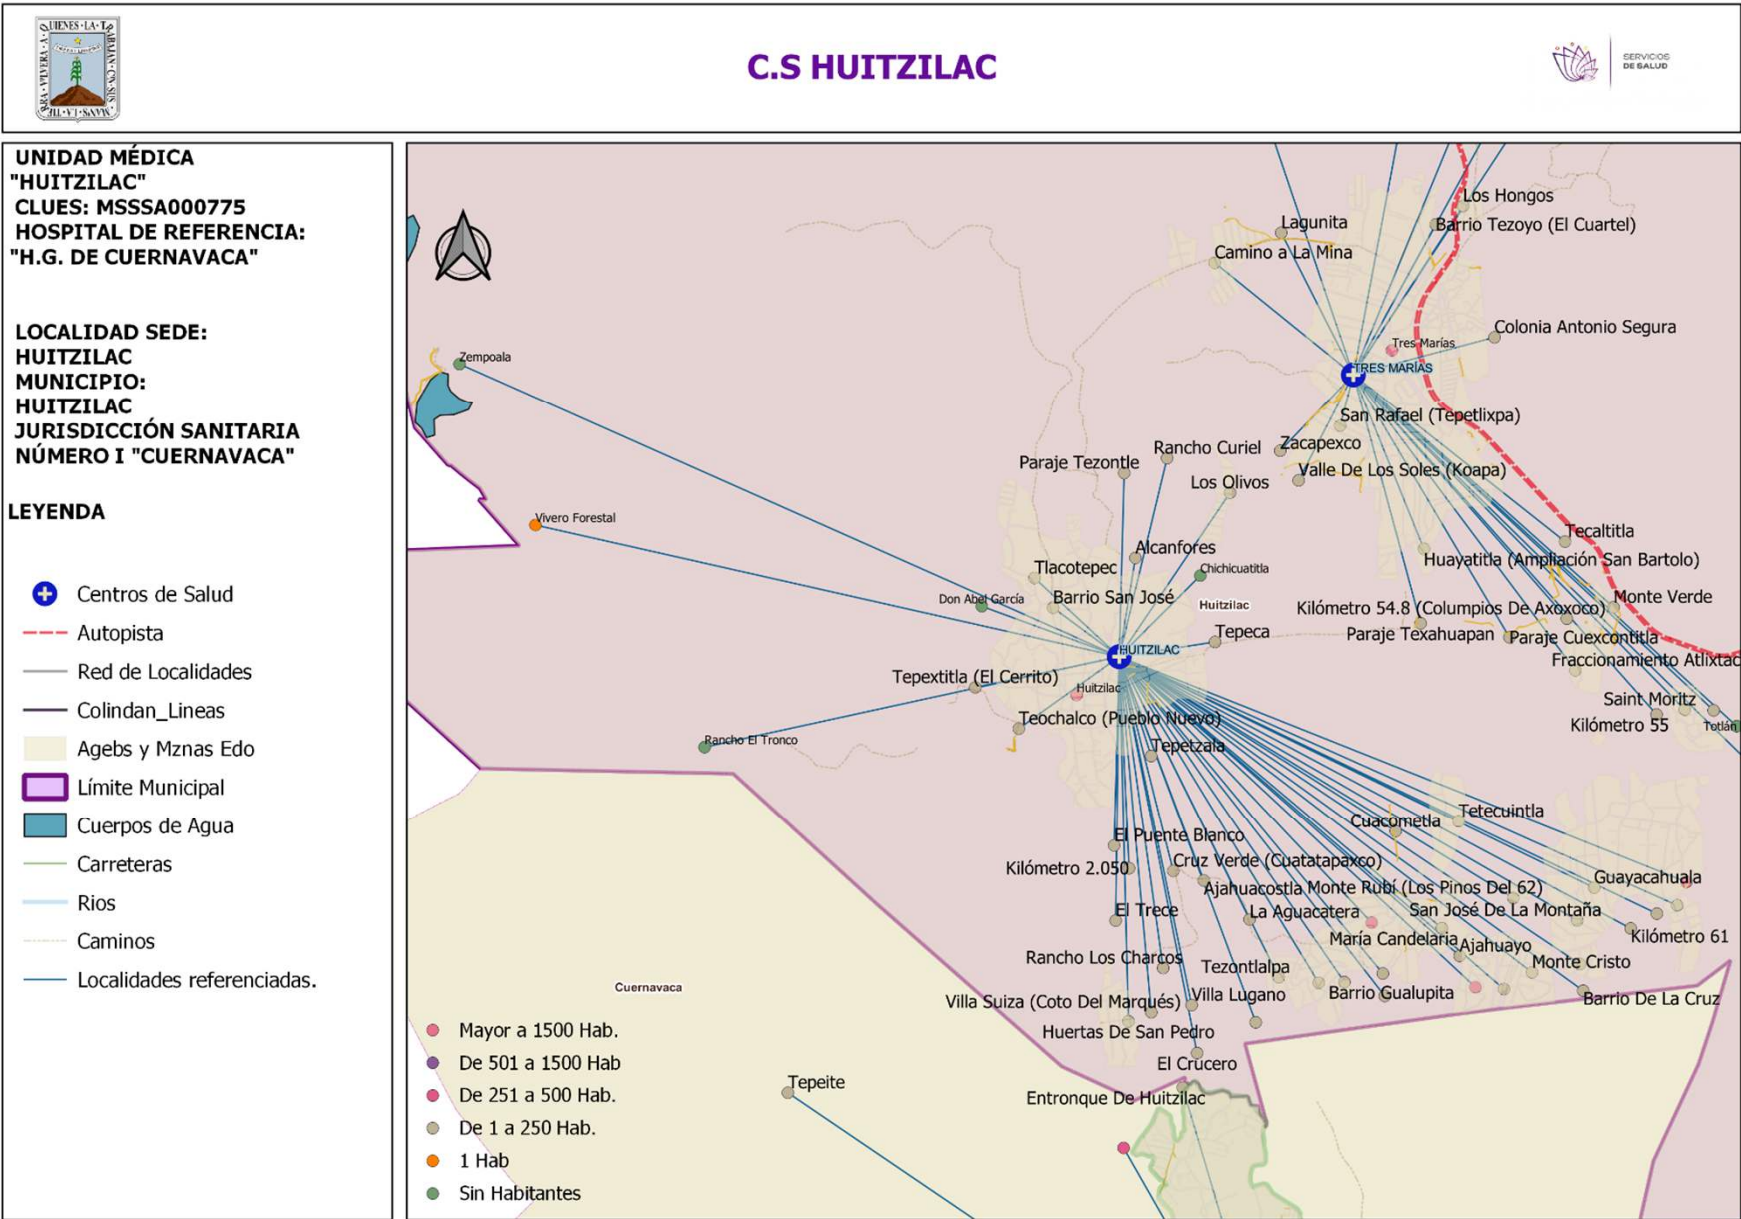 C.S HUITZILAC
SERVICIOS
DE SALUD
UNIDAD MÉDICA
"HUITZILAC"
CLUES: MSSSA000775
HOSPITAL DE REFERENCIA:
"H.G. DE CUERNAVACA"
LOCALIDAD SEDE:
HUITZILAC
MUNICIPIO:
HUITZILAC
JURISDICCIÓN SANITARIA
NÚMERO I "CUERNAVACA"
LEYENDA
Centros de Salud
Autopista
Red de Localidades
Colindan_Lineas
Agebs y Mznas Edo
Límite Municipal
Cuerpos de Agua
Carreteras
Rios
Caminos
Localidades referenciadas.
Los Hongos
Lagunita
Barrio Tezoyo (El Cuartel)
Camino a La Mina
Colonia Antonio Segura
Tres Marías
Zempoala
TRES MARÍAS
San Rafael (Tepetlixpa)
Rancho Curiel
Zacapexco
Paraje Tezontle
Valle De Los Soles (Koapa)
Los Olivos
Vivero Forestal
Tecaltitla
Alcanfores
Huayatitla (Ampliación San Bartolo)
Tlacotepec
Chichicuatitla
Don Abel García
Barrio San José
Huitzilac
Kilómetro 54.8 (Columpios De Axoxoco)
Monte Verde
Tepeca
Paraje Texahuapan
Paraje Cuexcontitla
HUITZILAC
Fraccionamiento Atlixtac
Tepextitla (El Cerrito)
Huitzilac
Saint Moritz
Teochalco (Pueblo Nuevo)
Kilómetro 55
Totlán
Rancho El Tronco
Tepetzala
Tetecuintla
Cuacometla
El Puente Blanco
Kilómetro 2.050
Cruz Verde (Cuatatapaxco)
Guayacahuala
Ajahuacostla
Monte Rubí (Los Pinos Del 62)
El Trece
La Aguacatera
San José De La Montaña
María Candelaria
Ajahuayo
Kilómetro 61
Rancho Los Charcos
Tezontlalpa
Monte Cristo
Cuernavaca
Villa Suiza (Coto Del Marqués)
Villa Lugano
Barrio Gualupita
Barrio De La Cruz
Huertas De San Pedro
El Crucero
Tepeite
Entronque De Huitzilac
Mayor a 1500 Hab.
De 501 a 1500 Hab
De 251 a 500 Hab.
De 1 a 250 Hab.
1 Hab
Sin Habitantes